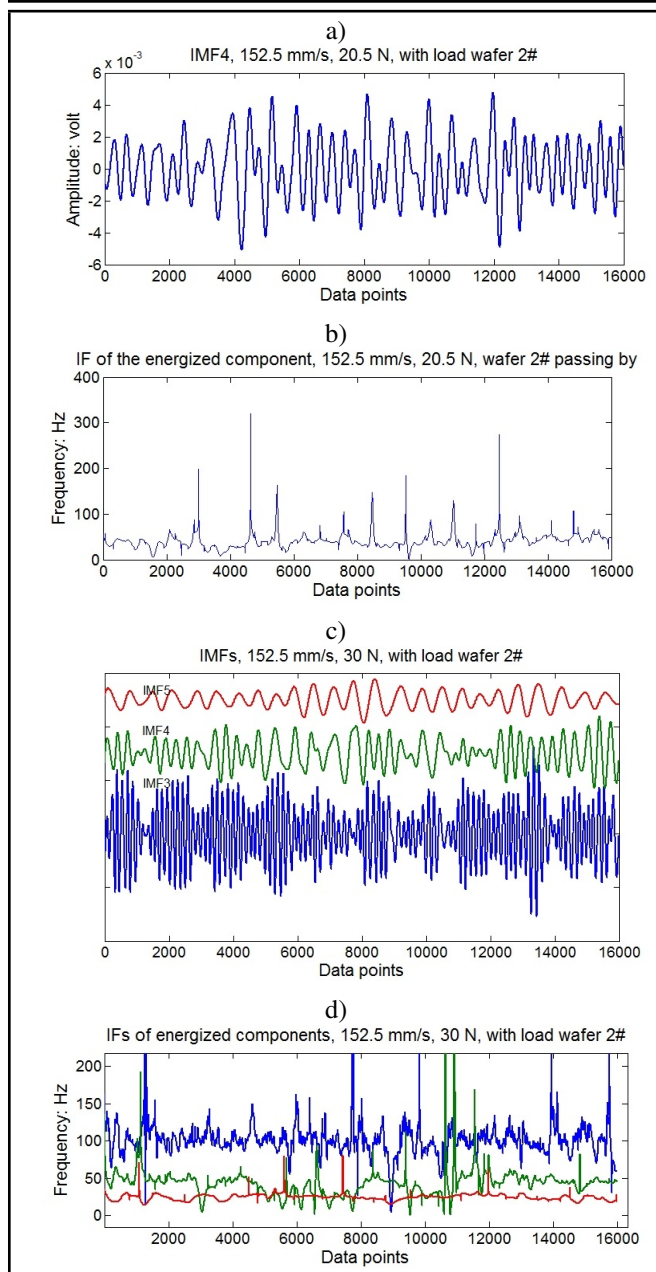 a)
IMF4, 152.5 mm/s, 20.5 N, with load wafer 2#
× 10-3
6
4
2
0
-2
-4
-6
Amplitude: volt
0 2000 4000 6000 8000 10000 12000 14000 16000
Data points
b)
IF of the energized component, 152.5 mm/s, 20.5 N, wafer 2# passing by
400
300
200
100
0
Frequency: Hz
0 2000 4000 6000 8000 10000 12000 14000 16000
Data points
c)
IMFs, 152.5 mm/s, 30 N, with load wafer 2#
IMF5
IMF4
IMF3
0 2000 4000 6000 8000 10000 12000 14000 16000
Data points
d)
IFs of energized components, 152.5 mm/s, 30 N, with load wafer 2#
200
150
100
50
0
Frequency: Hz
2000 4000 6000 8000 10000 12000 14000 16000
Data points